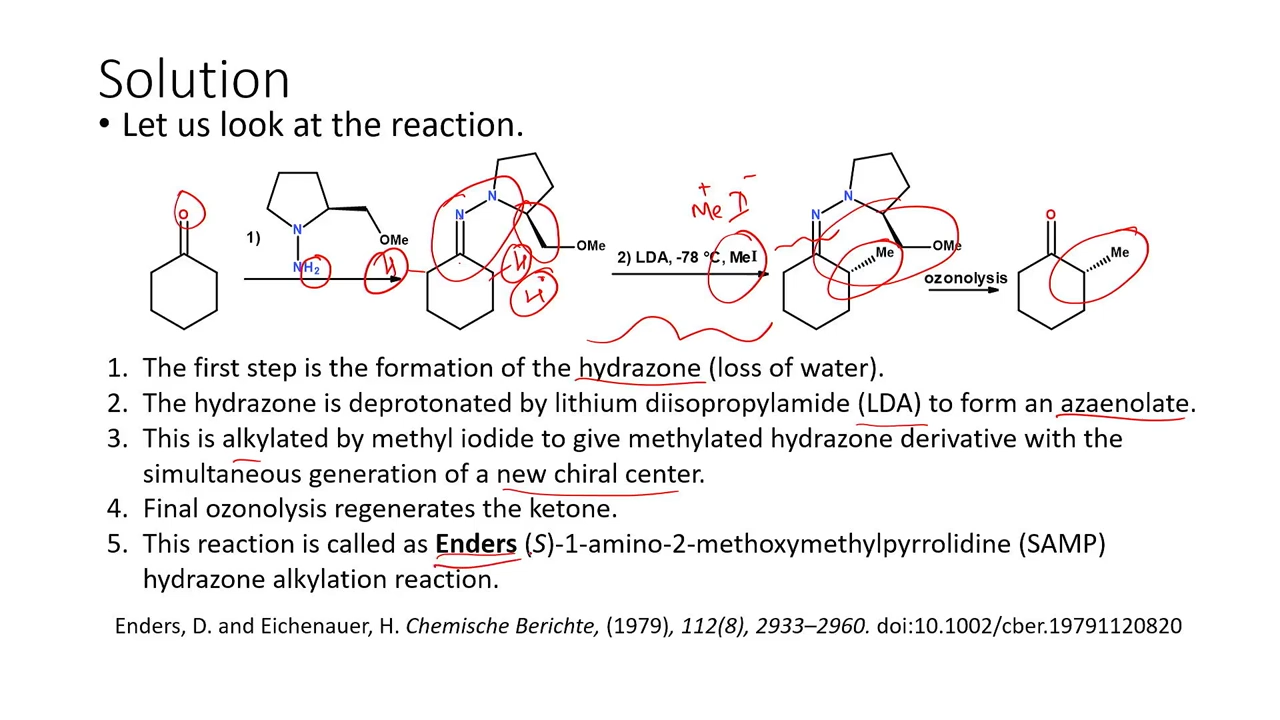 Solution
• Let us look at the reaction.
O
1)
N
NH2
OMe
H
N
N
OMe
H
H
+ -
Me I
2) LDA, -78 °C, MeI
N
N
OMe
Me
ozonolysis
O
Me
1. The first step is the formation of the hydrazone (loss of water).
2. The hydrazone is deprotonated by lithium diisopropylamide (LDA) to form an azaenolate.
3. This is alkylated by methyl iodide to give methylated hydrazone derivative with the
simultaneous generation of a new chiral center.
4. Final ozonolysis regenerates the ketone.
5. This reaction is called as Enders (S)-1-amino-2-methoxymethylpyrrolidine (SAMP)
hydrazone alkylation reaction.
Enders, D. and Eichenauer, H. Chemische Berichte, (1979), 112(8), 2933–2960. doi:10.1002/cber.19791120820